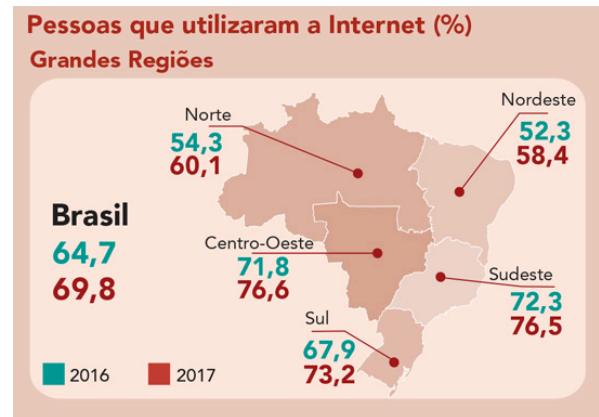 Pessoas que utilizaram a Internet (%)
Grandes Regiões
Nordeste
52,3
58,4
Norte
54,3
60,1
Brasil
64,7
69,8
Centro-Oeste
71,8
76,6
Sudeste
72,3
76,5
Sul
67,9
73,2
2016
2017